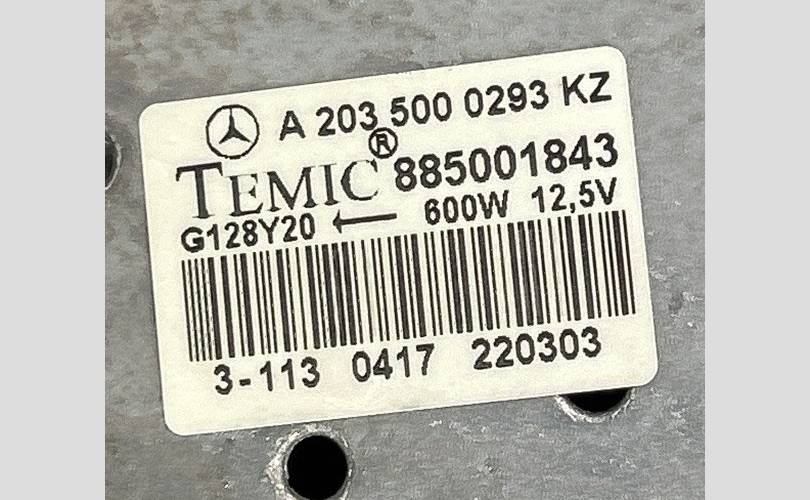 A 203 500 0293 KZ
TEMIC® 885001843
G128Y20 ← 600W 12,5V
3-113 0417 220303